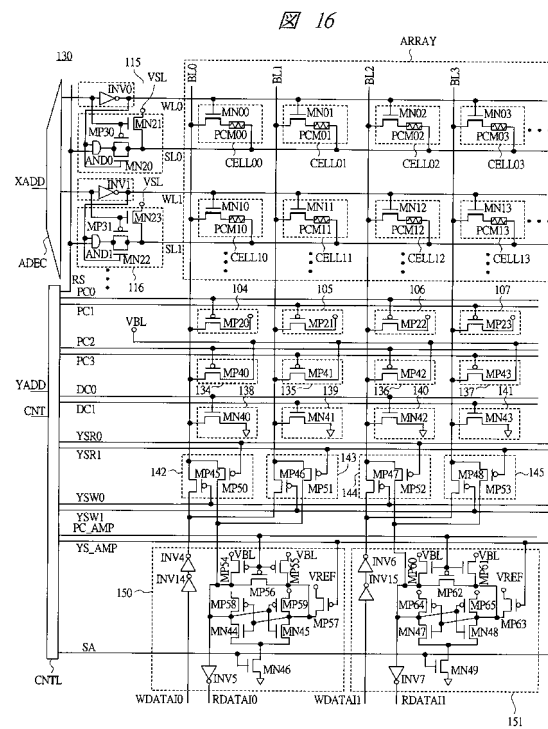 図 16
130
115
VSL
BL0
BL1
BL2
BL3
ARRAY
INV0
WL0
MN21
MP30
AND0
MN20
SL0
MN00
MN01
MN02
MN03
PCM00
PCM01
PCM02
PCM03
CELL00
CELL01
CELL02
CELL03
XADD
INV1
VSL
WL1
MN23
MP31
AND1
MN22
SL1
MN10
MN11
MN12
MN13
PCM10
PCM11
PCM12
PCM13
CELL10
CELL11
CELL12
CELL13
ADEC
RS
116
104
105
106
107
PC0
PC1
MP20
MP21
MP22
MP23
VBL
PC2
PC3
MP40
MP41
MP42
MP43
134
138
135
139
136
140
137
141
YADD
CNT
DC0
DC1
MN40
MN41
MN42
MN43
YSR0
YSR1
142
143
144
145
MP45
MP50
MP46
MP51
MP47
MP52
MP48
MP53
YSW0
YSW1
PC_AMP
YS_AMP
150
INV4
INV14
MP54
VBL
VBL
MP55
MP56
VREF
MP58
MP59
MP57
MN44
MN45
INV6
INV15
MP60
VBL
VBL
MP61
MP62
VREF
MP64
MP65
MP63
MN47
MN48
SA
MN46
MN49
CNTL
INV5
INV7
WDATAI0
RDATAI0
WDATAI1
RDATAI1
151